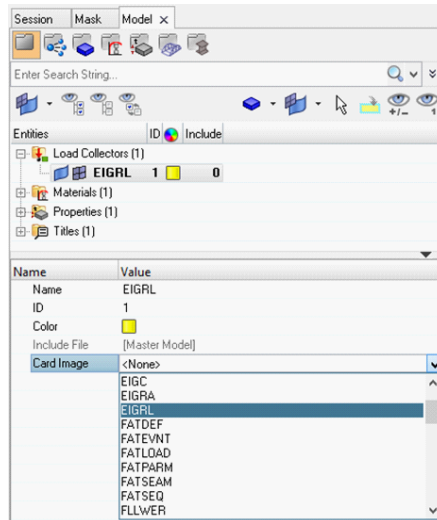 Session Mask Model ×
Enter Search String...
Entities ID Include
Load Collectors (1)
EIGRL 1 0
Materials (1)
Properties (1)
Titles (1)
Name Value
Name EIGRL
ID 1
Color
Include File [Master Model]
Card Image <None>
EIGC
EIGRA
EIGRL
FATDEF
FATEVNT
FATLOAD
FATPARM
FATSEAM
FATSEQ
FLLWER